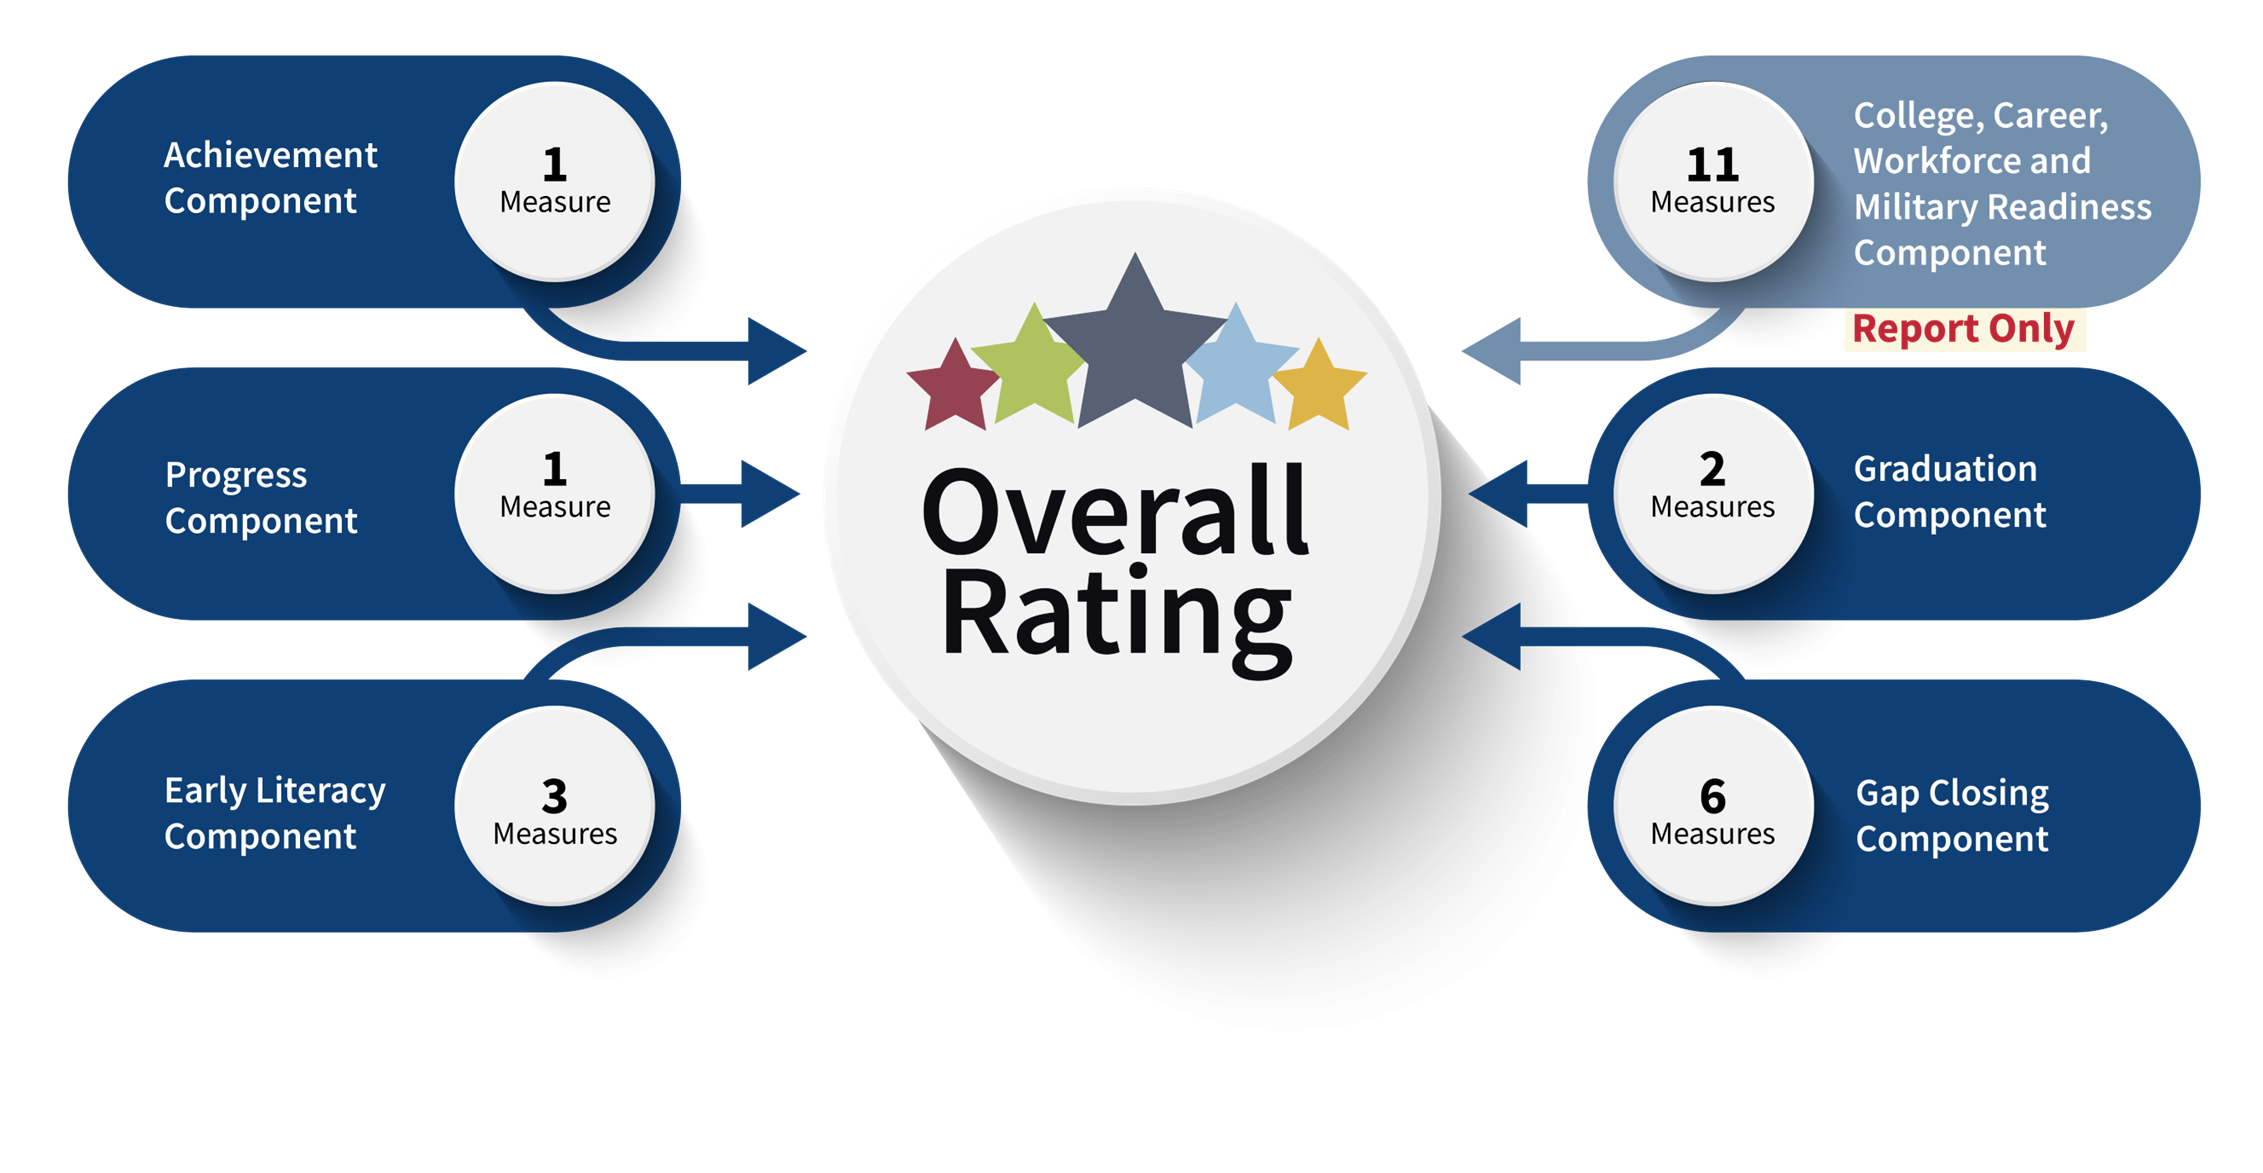 Achievement
Component
1
Measure
Progress
Component
1
Measure
Early Literacy
Component
3
Measures
Overall
Rating
11
Measures
College, Career,
Workforce and
Military Readiness
Component
Report Only
2
Measures
Graduation
Component
6
Measures
Gap Closing
Component